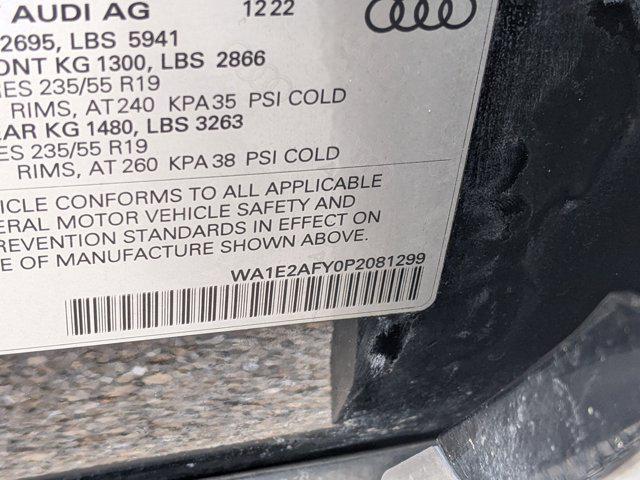 AUDI AG 12 22
2695, LBS 5941
ONT KG 1300, LBS 2866
ES 235/55 R19
RIMS, AT 240 KPA 35 PSI COLD
AR KG 1480, LBS 3263
ES 235/55 R19
RIMS, AT 260 KPA 38 PSI COLD
ICLE CONFORMS TO ALL APPLICABLE
ERAL MOTOR VEHICLE SAFETY AND
REVENTION STANDARDS IN EFFECT ON
E OF MANUFACTURE SHOWN ABOVE.
WA1E2AFY0P2081299